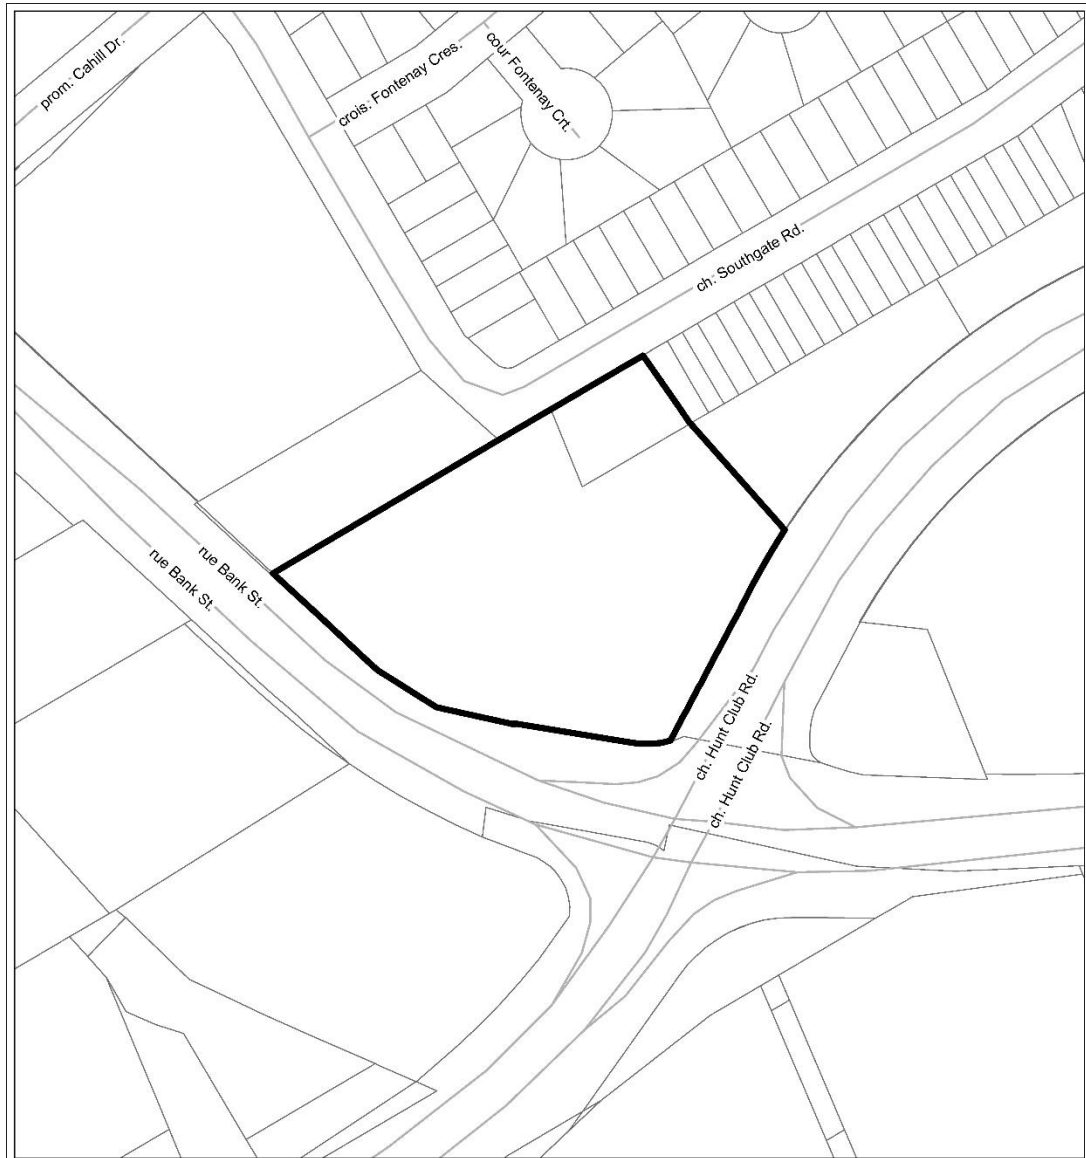 prom. Cahill Dr.
crois. Fontenay Cres.
cour Fontenay Crt.
ch. Southgate Rd.
rue Bank St.
rue Bank St.
ch. Hunt Club Rd.
ch. Hunt Club Rd.